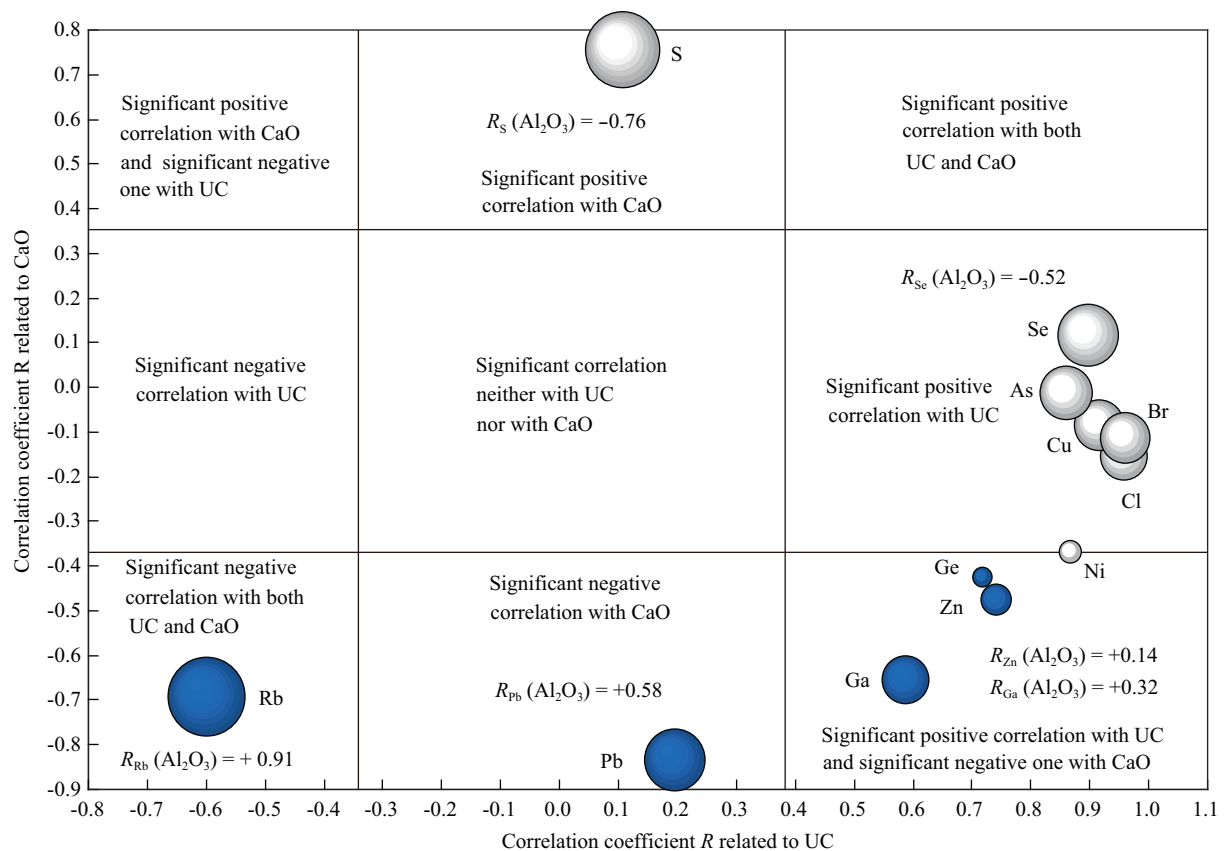 Correlation coefficient R related to CaO
0.8
0.7
0.6
0.5
0.4
0.3
0.2
0.1
0.0
-0.1
-0.2
-0.3
-0.4
-0.5
-0.6
-0.7
-0.8
-0.9
Significant positive
correlation with CaO
and significant negative
one with UC
S
R_S (Al₂O₃) = −0.76
Significant positive
correlation with CaO
Significant positive
correlation with both
UC and CaO
Significant negative
correlation with UC
Significant correlation
neither with UC
nor with CaO
R_Se (Al₂O₃) = −0.52
Se
As
Br
Cu
Cl
Significant positive
correlation with UC
Significant negative
correlation with both
UC and CaO
Rb
R_Rb (Al₂O₃) = + 0.91
Significant negative
correlation with CaO
R_Pb (Al₂O₃) = +0.58
Pb
Ni
Ge
Zn
Ga
R_Zn (Al₂O₃) = +0.14
R_Ga (Al₂O₃) = +0.32
Significant positive correlation with UC
and significant negative one with CaO
-0.8 -0.7 -0.6 -0.5 -0.4 -0.3 -0.2 -0.1 0.0 0.1 0.2 0.3 0.4 0.5 0.6 0.7 0.8 0.9 1.0 1.1
Correlation coefficient R related to UC